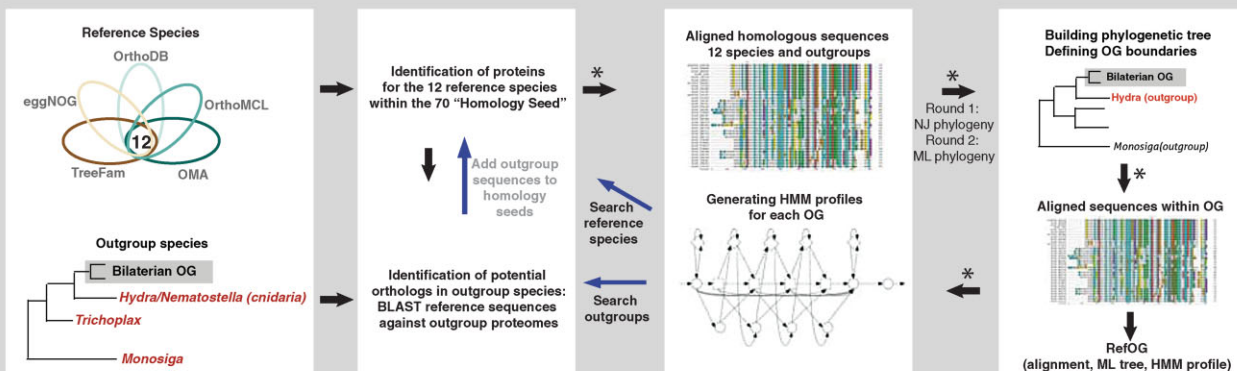 Reference Species
OrthoDB
eggNOG
OrthoMCL
12
TreeFam
OMA
Outgroup species
Bilaterian OG
Hydra/Nematostella (cnidaria)
Trichoplax
Monosiga
Identification of proteins
for the 12 reference species
within the 70 “Homology Seed”
Add outgroup
sequences to
homology
seeds
Identification of potential
orthologs in outgroup species:
BLAST reference sequences
against outgroup proteomes
*
Search
reference
species
Search
outgroups
Aligned homologous sequences
12 species and outgroups
Generating HMM profiles
for each OG
*
Round 1:
NJ phylogeny
Round 2:
ML phylogeny
*
Building phylogenetic tree
Defining OG boundaries
Bilaterian OG
Hydra (outgroup)
Monosiga(outgroup)
*
Aligned sequences within OG
RefOG
(alignment, ML tree, HMM profile)